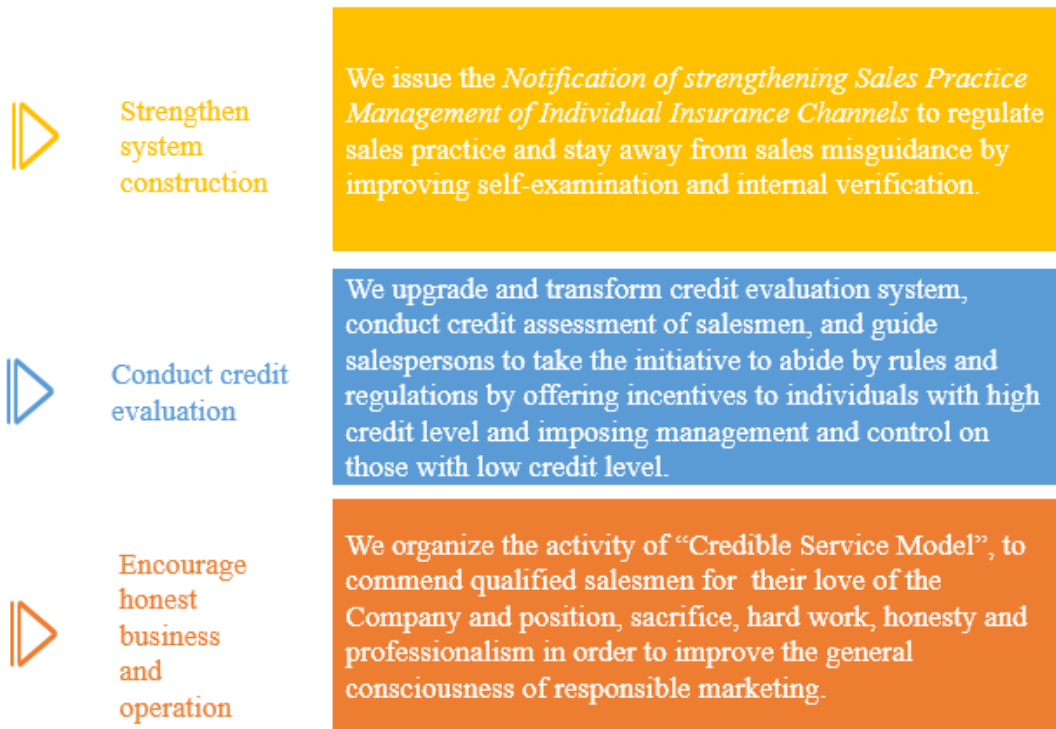 Strengthen
system
construction
We issue the Notification of strengthening Sales Practice
Management of Individual Insurance Channels to regulate
sales practice and stay away from sales misguidance by
improving self-examination and internal verification.
Conduct credit
evaluation
We upgrade and transform credit evaluation system,
conduct credit assessment of salesmen, and guide
salespersons to take the initiative to abide by rules and
regulations by offering incentives to individuals with high
credit level and imposing management and control on
those with low credit level.
Encourage
honest
business
and
operation
We organize the activity of “Credible Service Model”, to
commend qualified salesmen for their love of the
Company and position, sacrifice, hard work, honesty and
professionalism in order to improve the general
consciousness of responsible marketing.